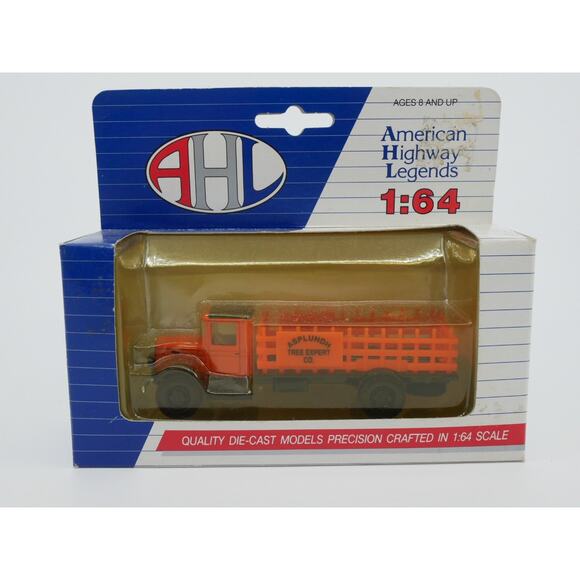 AGES 8 AND UP
AHL
American
Highway
Legends
1:64
ASPLUNDH
TREE EXPERT
CO.
QUALITY DIE-CAST MODELS PRECISION CRAFTED IN 1:64 SCALE